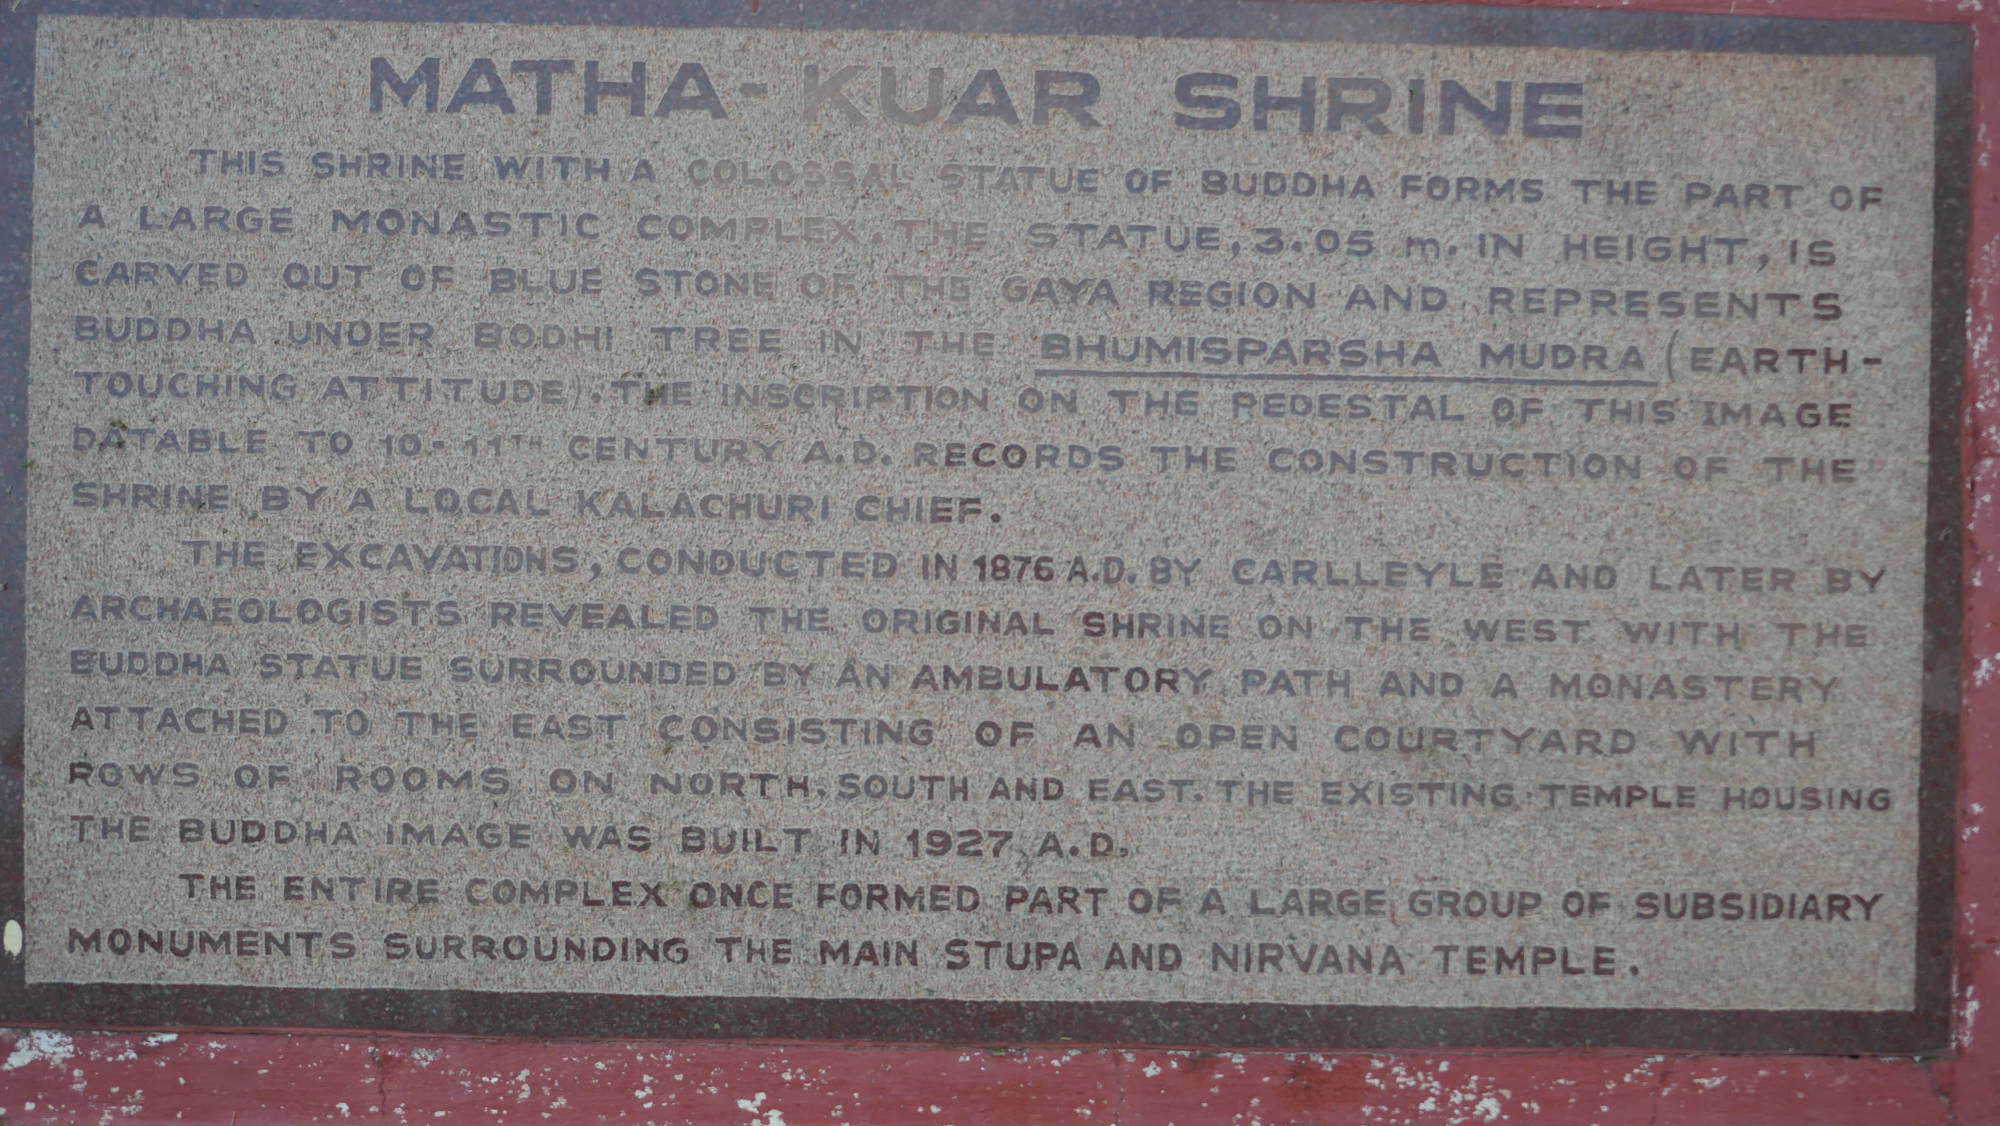 MATHA-KUAR SHRINE
THIS SHRINE WITH A COLOSSAL STATUE OF BUDDHA FORMS THE PART OF
A LARGE MONASTIC COMPLEX. THE STATUE, 3.05 m. IN HEIGHT, IS
CARVED OUT OF BLUE STONE OF THE GAYA REGION AND REPRESENTS
BUDDHA UNDER BODHI TREE IN THE BHUMISPARSHA MUDRA (EARTH-
TOUCHING ATTITUDE). THE INSCRIPTION ON THE PEDESTAL OF THIS IMAGE
DATABLE TO 10-11TH CENTURY A.D. RECORDS THE CONSTRUCTION OF THE
SHRINE BY A LOCAL KALACHURI CHIEF.
THE EXCAVATIONS, CONDUCTED IN 1876 A.D. BY CARLLEYLE AND LATER BY
ARCHAEOLOGISTS REVEALED THE ORIGINAL SHRINE ON THE WEST WITH THE
BUDDHA STATUE SURROUNDED BY AN AMBULATORY PATH AND A MONASTERY
ATTACHED TO THE EAST CONSISTING OF AN OPEN COURTYARD WITH
ROWS OF ROOMS ON NORTH, SOUTH AND EAST. THE EXISTING TEMPLE HOUSING
THE BUDDHA IMAGE WAS BUILT IN 1927 A.D.
THE ENTIRE COMPLEX ONCE FORMED PART OF A LARGE GROUP OF SUBSIDIARY
MONUMENTS SURROUNDING THE MAIN STUPA AND NIRVANA TEMPLE.